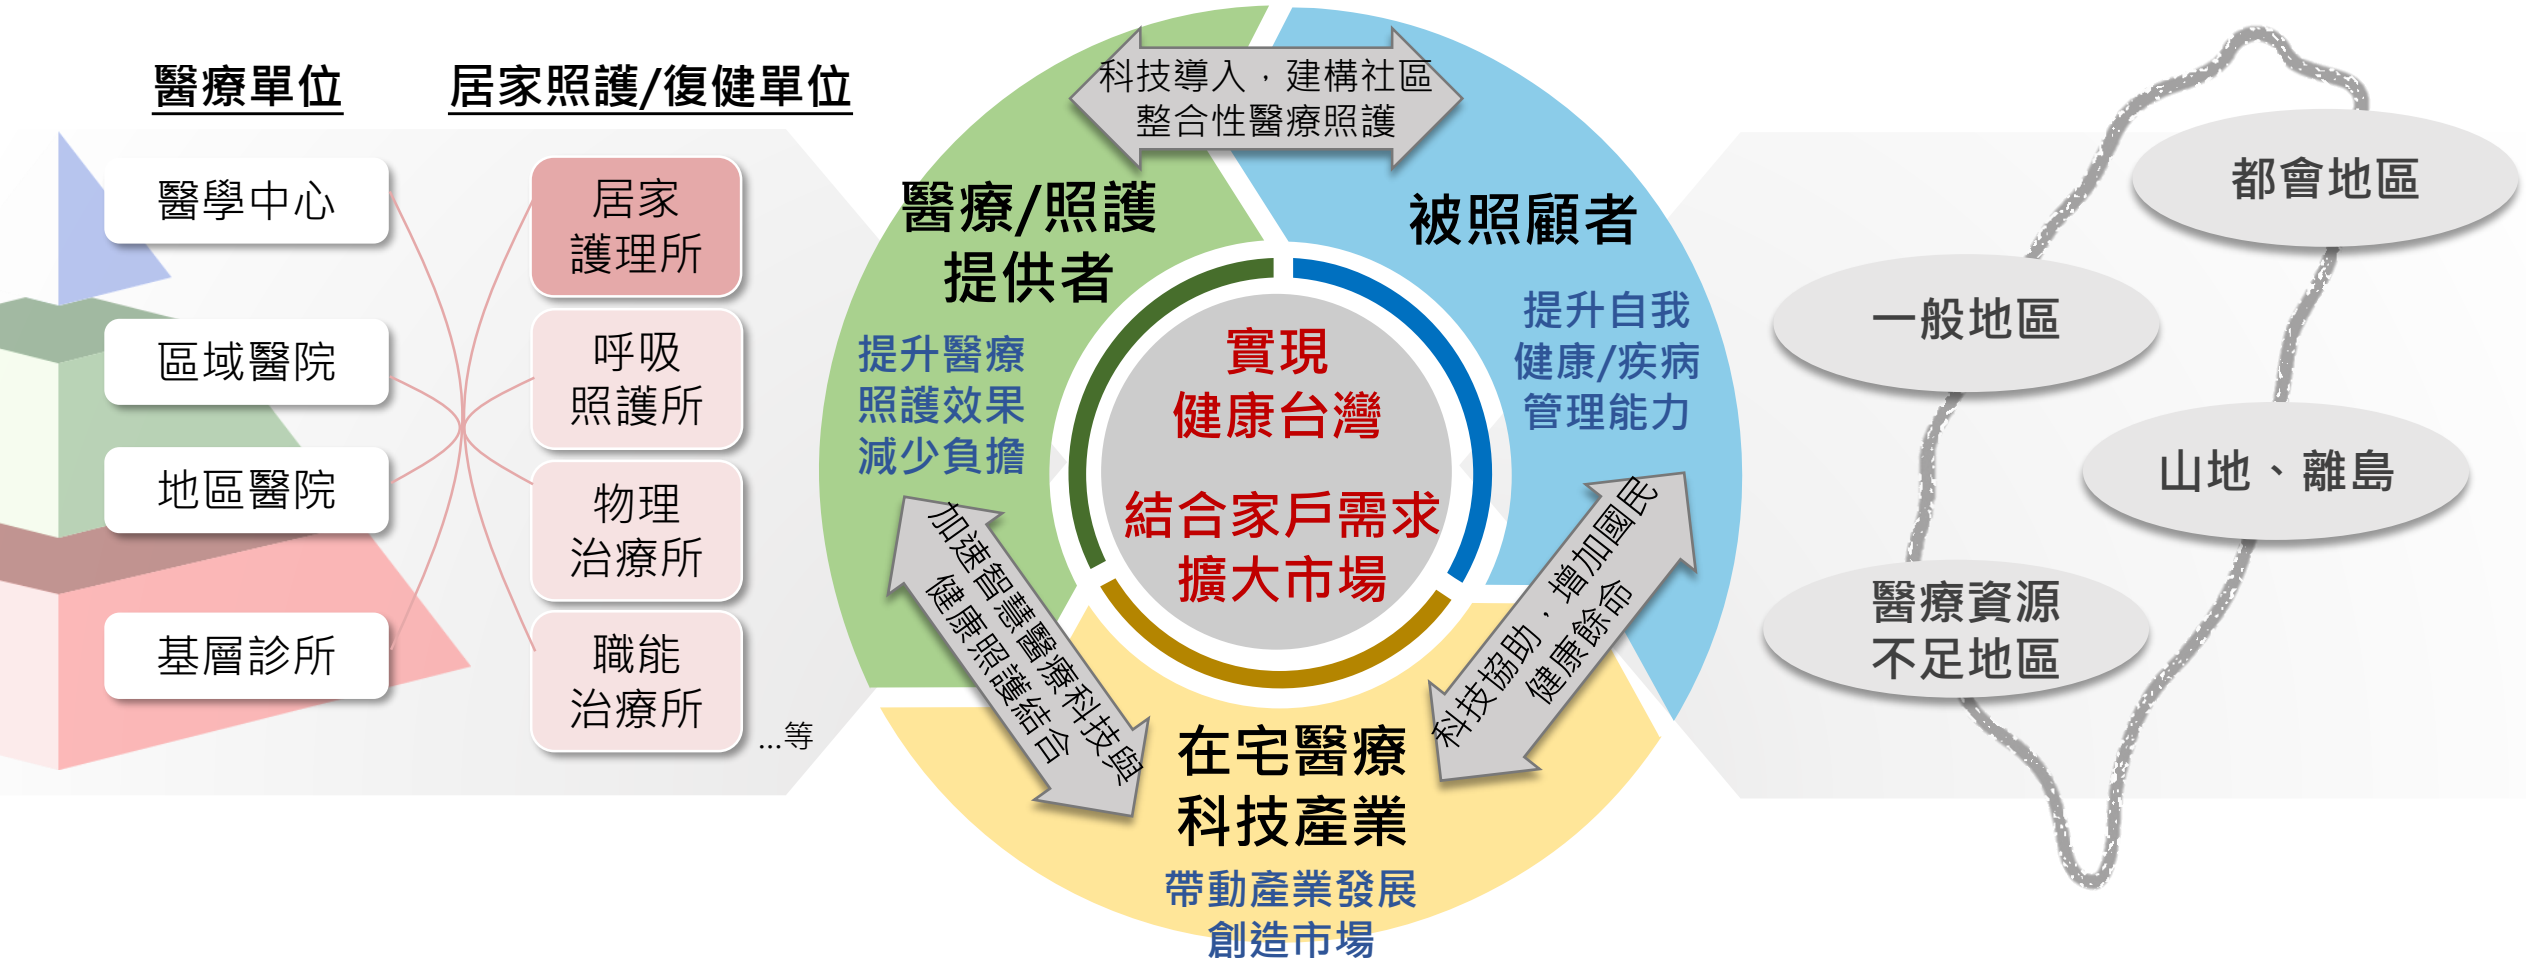 醫療單位
居家照護/復健單位
醫學中心
區域醫院
地區醫院
基層診所
居家
護理所
呼吸
照護所
物理
治療所
職能
治療所
...等
科技導入，建構社區
整合性醫療照護
醫療/照護
提供者
提升醫療
照護效果
減少負擔
被照顧者
提升自我
健康/疾病
管理能力
實現
健康台灣
結合家戶需求
擴大市場
加速智慧醫療科技與
健康照護結合
科技協助，增加國民
健康餘命
在宅醫療
科技產業
帶動產業發展
創造市場
都會地區
一般地區
山地、離島
醫療資源
不足地區